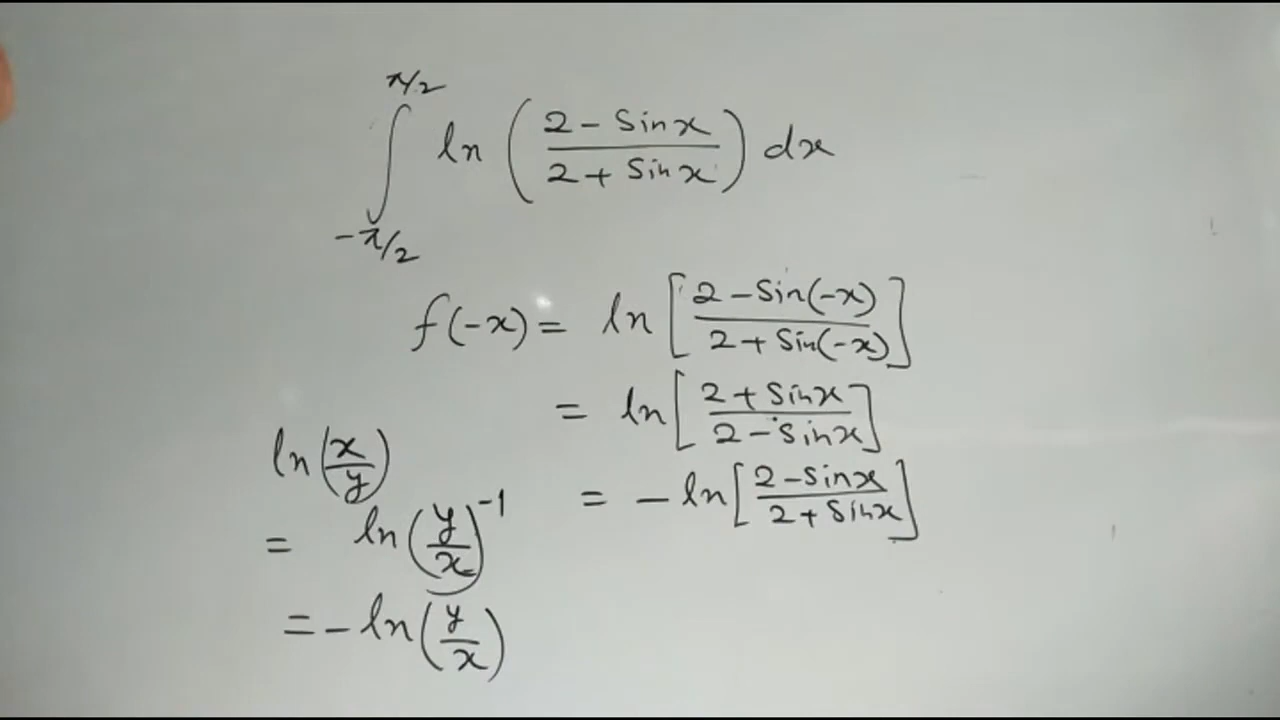 ∫_{-π/2}^{π/2} ln ( (2 - Sin x) / (2 + Sin x) ) dx
f(-x) = ln [ (2 - Sin(-x)) / (2 + Sin(-x)) ]
= ln [ (2 + Sin x) / (2 - Sin x) ]
= - ln [ (2 - Sin x) / (2 + Sin x) ]
ln (x/y)
= ln (y/x)^{-1}
= - ln (y/x)